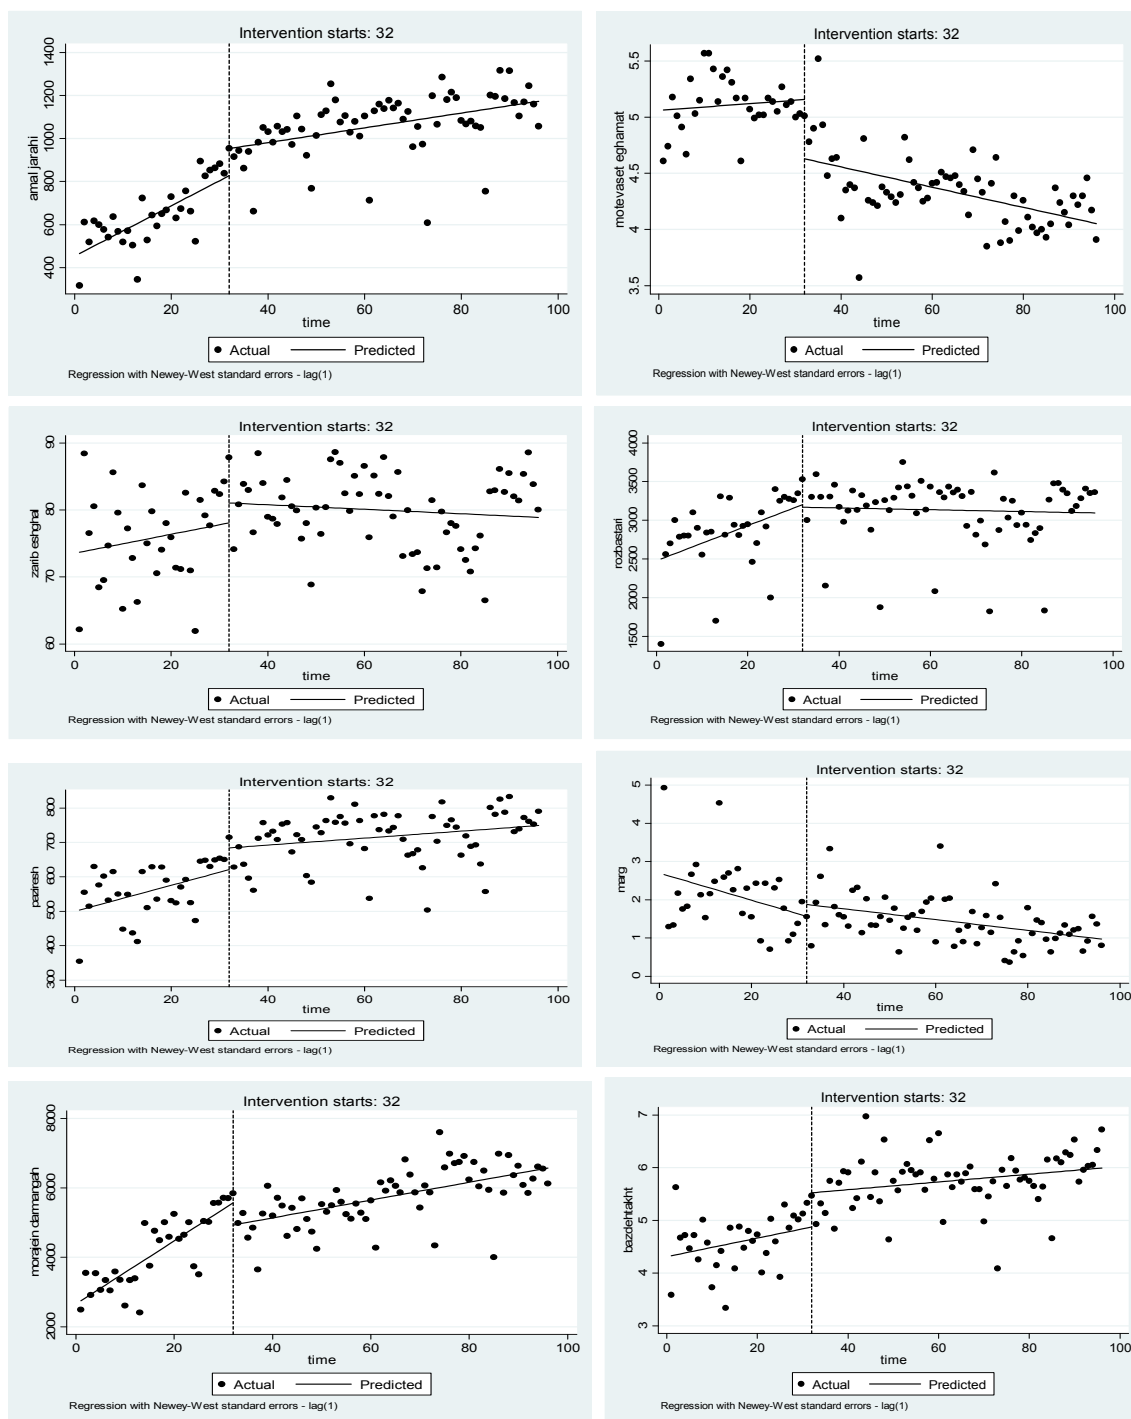 Intervention starts: 32
amal jarahi
1400
1200
1000
800
600
400
0 20 40 60 80 100
time
Actual Predicted
Regression with Newey-West standard errors - lag(1)
Intervention starts: 32
motevaset eghamat
5.5
5
4.5
4
3.5
0 20 40 60 80 100
time
Actual Predicted
Regression with Newey-West standard errors - lag(1)
Intervention starts: 32
zarib eshghal
90
80
70
60
0 20 40 60 80 100
time
Actual Predicted
Regression with Newey-West standard errors - lag(1)
Intervention starts: 32
rozbastari
4000
3500
3000
2500
2000
1500
0 20 40 60 80 100
time
Actual Predicted
Regression with Newey-West standard errors - lag(1)
Intervention starts: 32
paziresh
800
700
600
500
400
300
0 20 40 60 80 100
time
Actual Predicted
Regression with Newey-West standard errors - lag(1)
Intervention starts: 32
marg
5
4
3
2
1
0
0 20 40 60 80 100
time
Actual Predicted
Regression with Newey-West standard errors - lag(1)
Intervention starts: 32
morajein darmangah
8000
6000
4000
2000
0 20 40 60 80 100
time
Actual Predicted
Regression with Newey-West standard errors - lag(1)
Intervention starts: 32
bazdehtakht
7
6
5
4
3
0 20 40 60 80 100
time
Actual Predicted
Regression with Newey-West standard errors - lag(1)